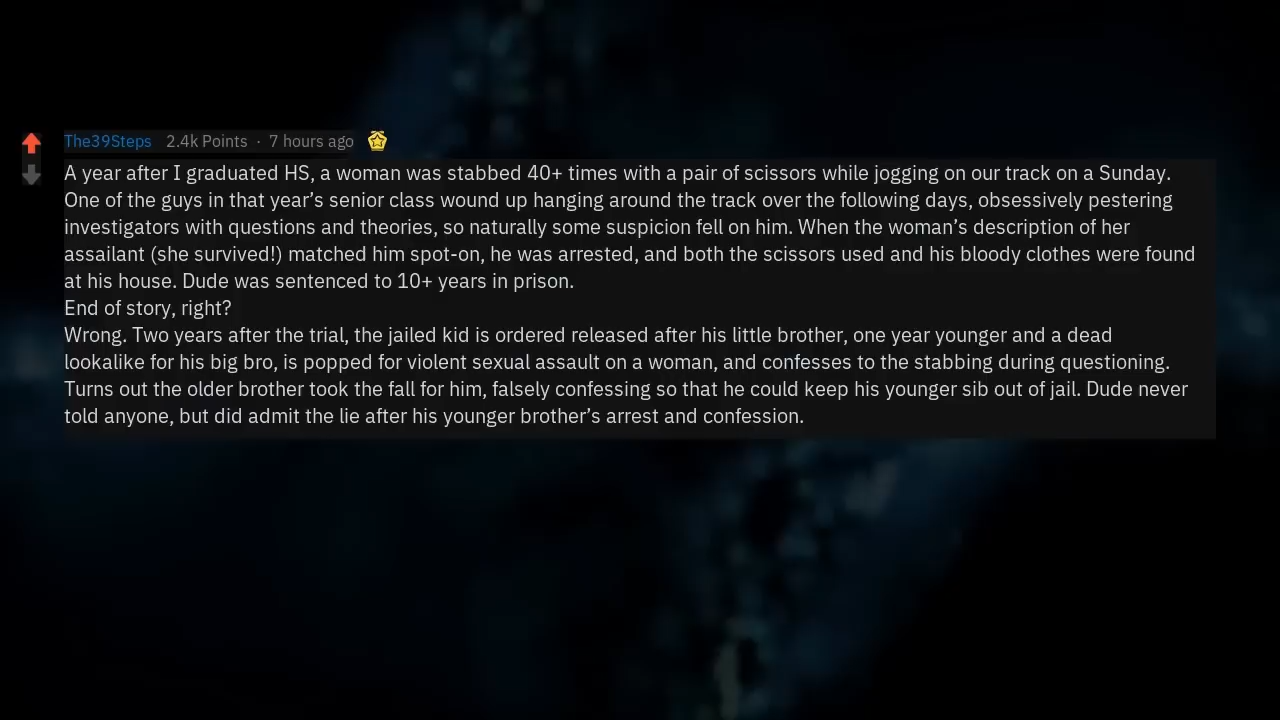 The39Steps 2.4k Points · 7 hours ago
A year after I graduated HS, a woman was stabbed 40+ times with a pair of scissors while jogging on our track on a Sunday.
One of the guys in that year’s senior class wound up hanging around the track over the following days, obsessively pestering
investigators with questions and theories, so naturally some suspicion fell on him. When the woman’s description of her
assailant (she survived!) matched him spot-on, he was arrested, and both the scissors used and his bloody clothes were found
at his house. Dude was sentenced to 10+ years in prison.
End of story, right?
Wrong. Two years after the trial, the jailed kid is ordered released after his little brother, one year younger and a dead
lookalike for his big bro, is popped for violent sexual assault on a woman, and confesses to the stabbing during questioning.
Turns out the older brother took the fall for him, falsely confessing so that he could keep his younger sib out of jail. Dude never
told anyone, but did admit the lie after his younger brother’s arrest and confession.